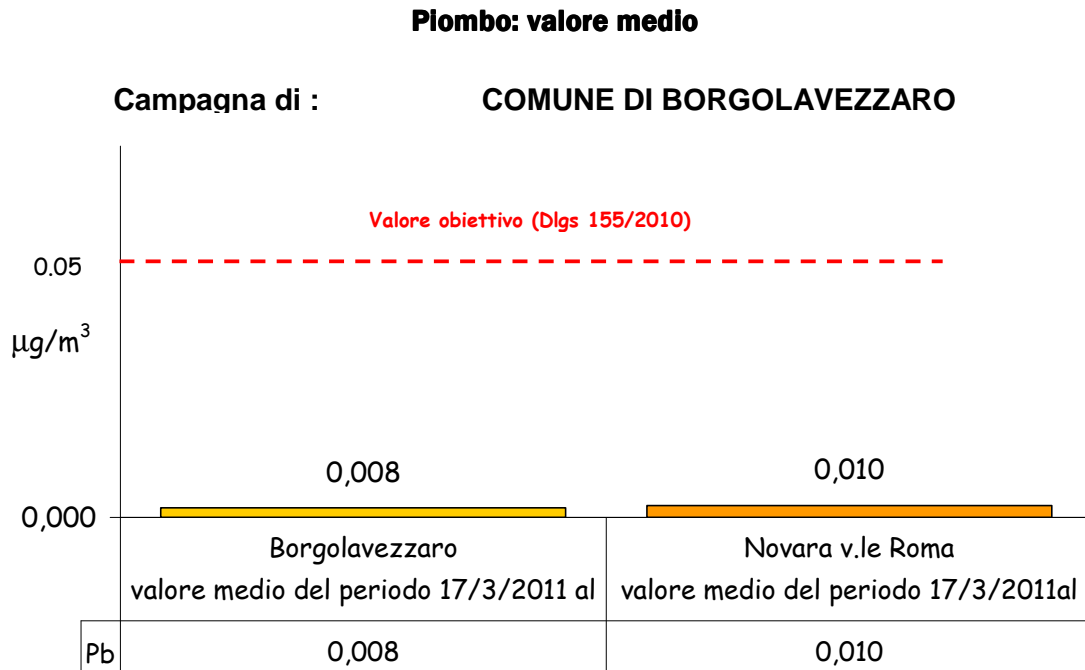 Piombo: valore medio
Campagna di : COMUNE DI BORGOLAVEZZARO
Valore obiettivo (Dlgs 155/2010)
0.05
µg/m³
0,008 0,010
0,000
Borgolavezzaro Novara v.le Roma
valore medio del periodo 17/3/2011 al valore medio del periodo 17/3/2011al
Pb 0,008 0,010